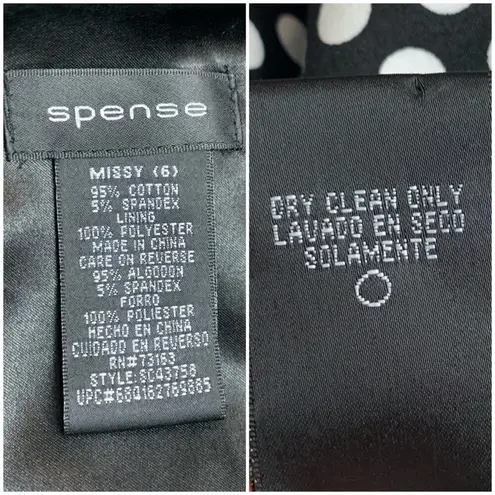 spense
MISSY (6)
95% COTTON
5% SPANDEX
LINING
100% POLYESTER
MADE IN CHINA
CARE ON REVERSE
95% ALGODON
5% SPANDEX
FORRO
100% POLIESTER
HECHO EN CHINA
CUIDADO EN REVERSO
RN#73163
STYLE:SC43758
UPC#680182769885
DRY CLEAN ONLY
LAVADO EN SECO
SOLAMENTE